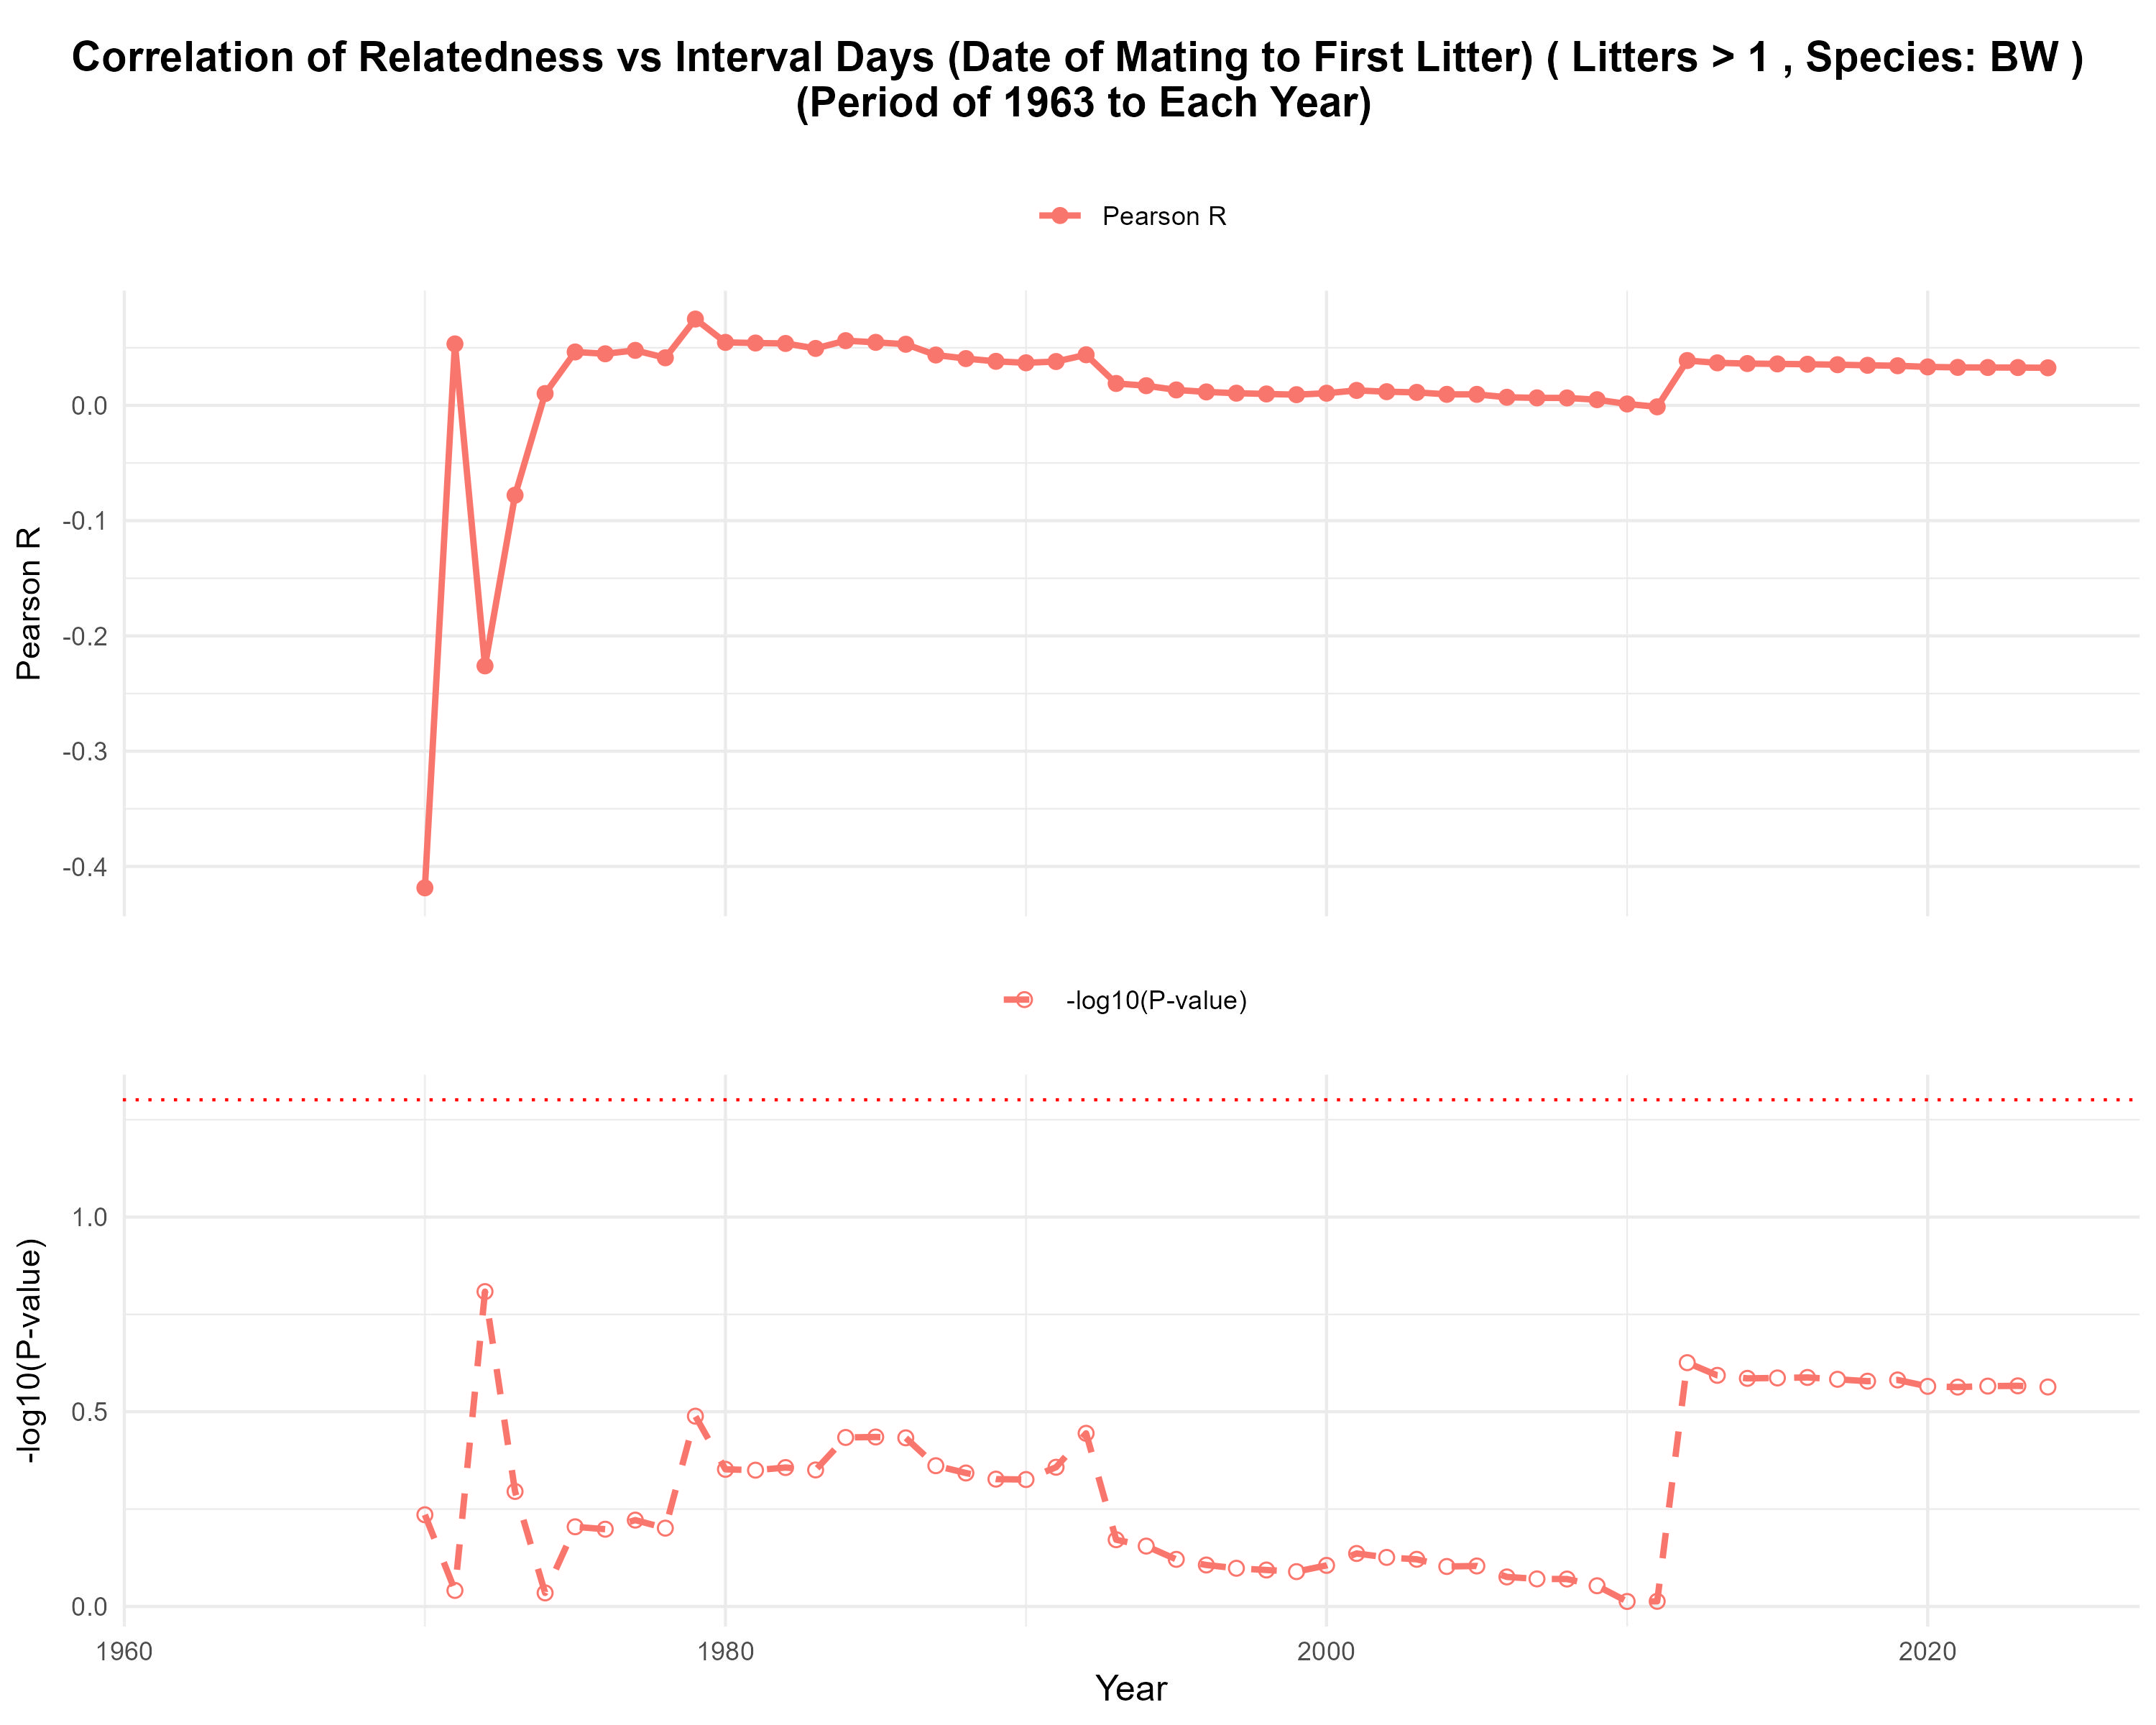 Correlation of Relatedness vs Interval Days (Date of Mating to First Litter) ( Litters > 1 , Species: BW )
(Period of 1963 to Each Year)
Pearson R
Pearson R
0.0
-0.1
-0.2
-0.3
-0.4
-log10(P-value)
-log10(P-value)
1.0
0.5
0.0
1960
1980
2000
2020
Year